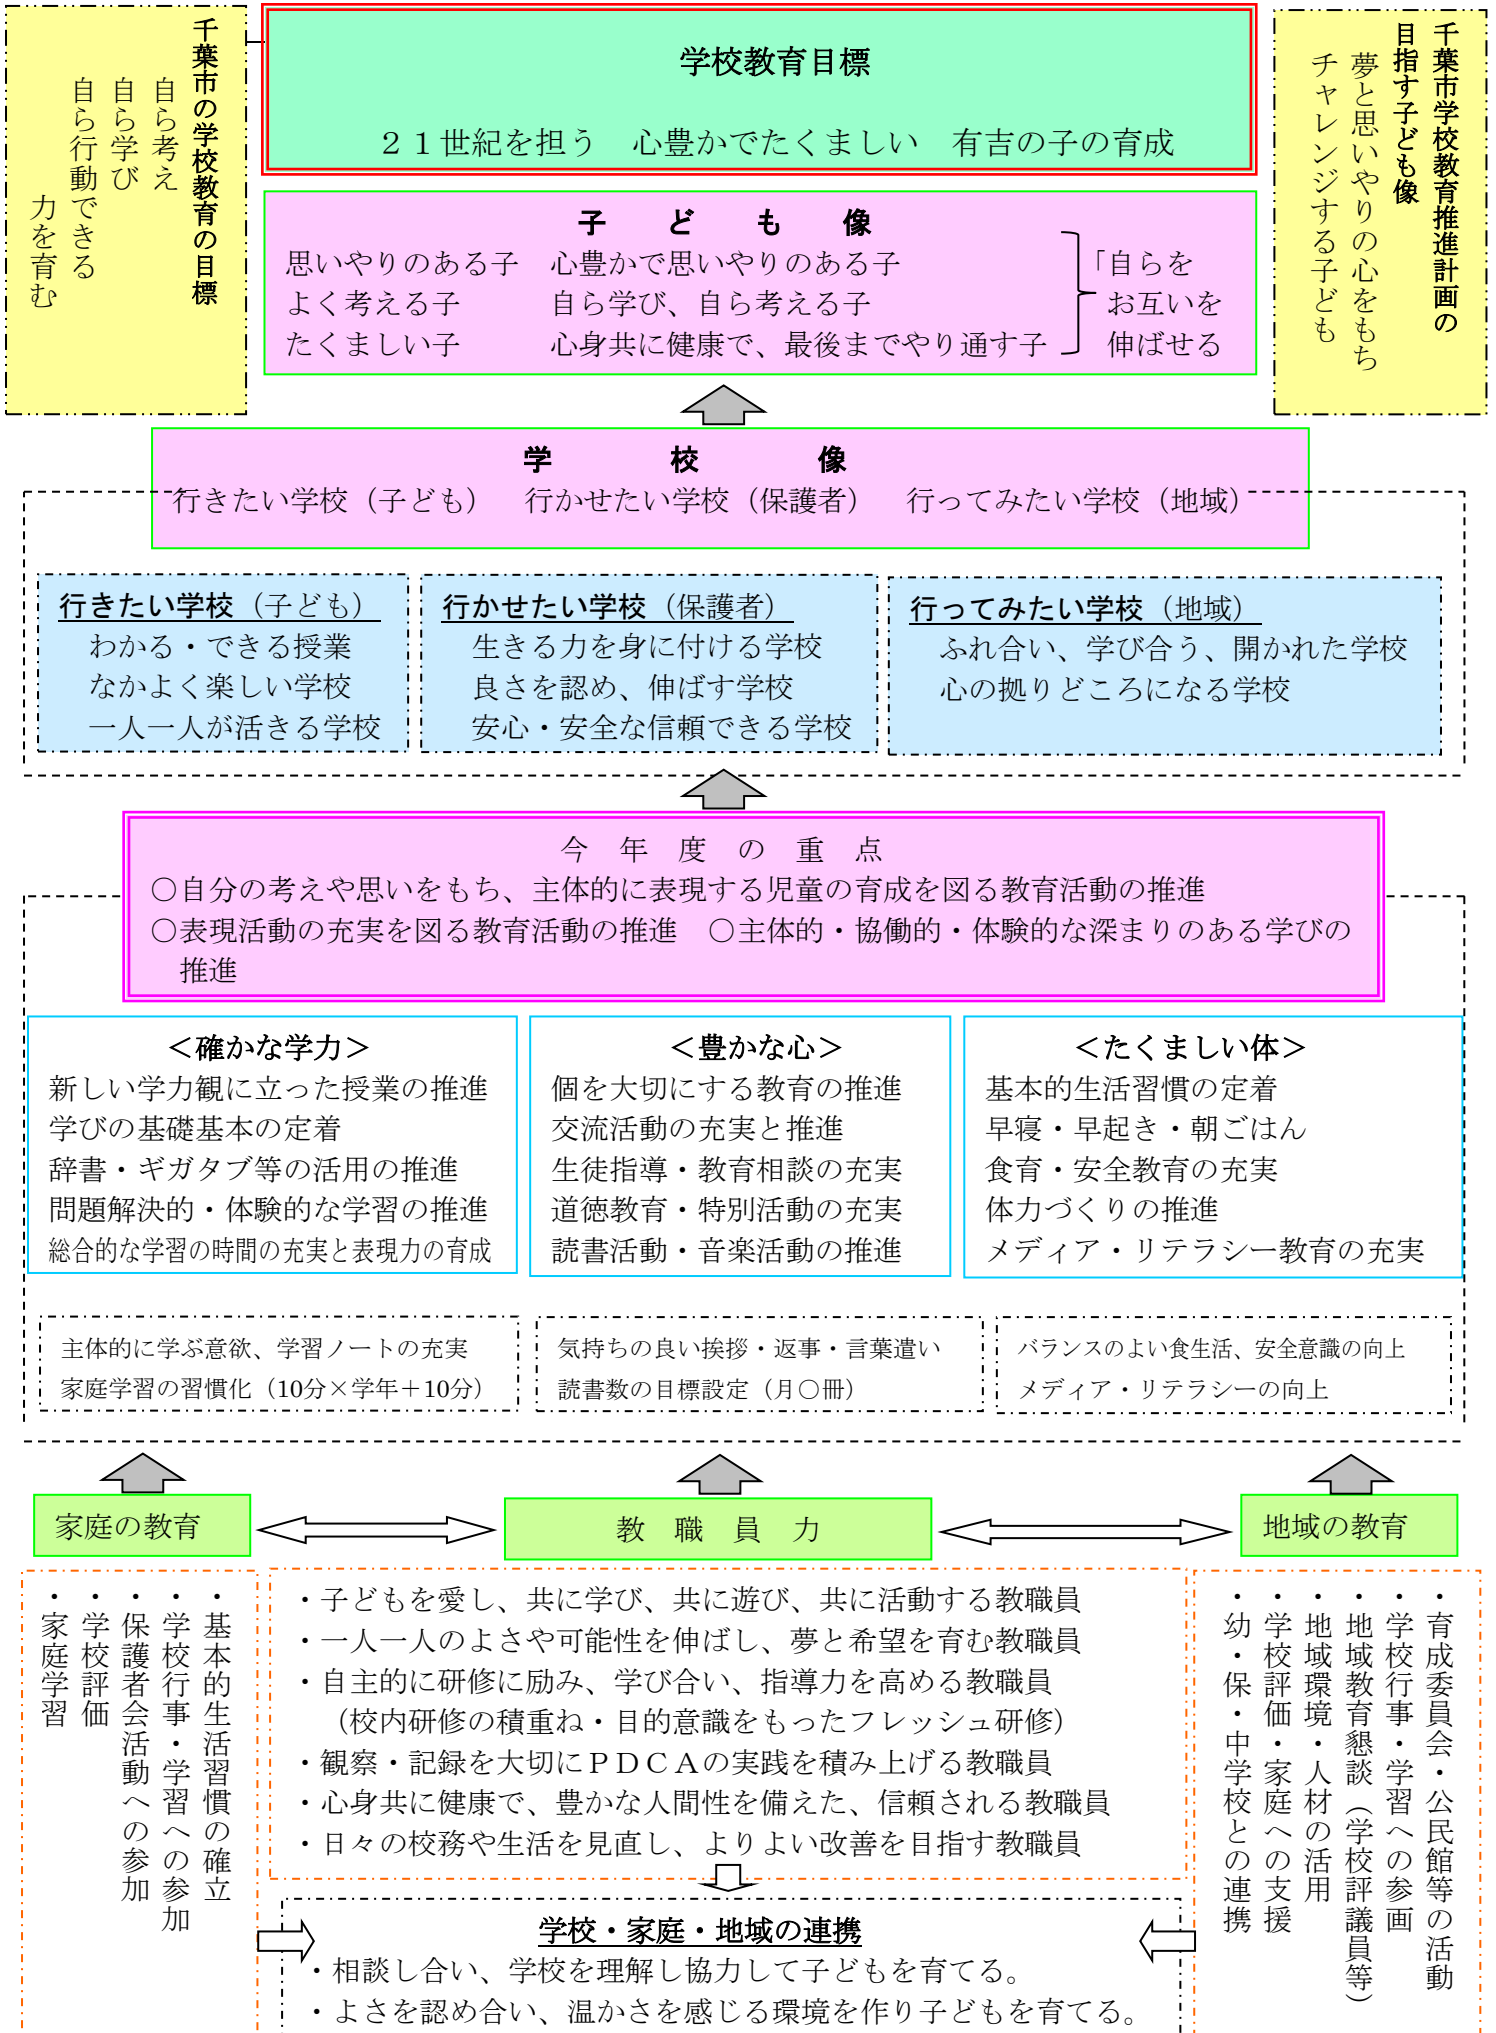 千葉市の学校教育の目標
自ら考え
自ら学び
自ら行動できる
力を育む
学校教育目標
２１世紀を担う　心豊かでたくましい　有吉の子の育成
千葉市学校教育推進計画の
目指す子ども像
夢と思いやりの心をもち
チャレンジする子ども
子　ど　も　像
思いやりのある子　心豊かで思いやりのある子
よく考える子　自ら学び、自ら考える子
たくましい子　心身共に健康で、最後までやり通す子
「自らを
お互いを
伸ばせる
学　校　像
行きたい学校（子ども）　行かせたい学校（保護者）　行ってみたい学校（地域）
行きたい学校（子ども）
わかる・できる授業
なかよく楽しい学校
一人一人が活きる学校
行かせたい学校（保護者）
生きる力を身に付ける学校
良さを認め、伸ばす学校
安心・安全な信頼できる学校
行ってみたい学校（地域）
ふれ合い、学び合う、開かれた学校
心の拠りどころになる学校
今　年　度　の　重　点
○自分の考えや思いをもち、主体的に表現する児童の育成を図る教育活動の推進
○表現活動の充実を図る教育活動の推進　○主体的・協働的・体験的な深まりのある学びの
推進
＜確かな学力＞
新しい学力観に立った授業の推進
学びの基礎基本の定着
辞書・ギガタブ等の活用の推進
問題解決的・体験的な学習の推進
総合的な学習の時間の充実と表現力の育成
＜豊かな心＞
個を大切にする教育の推進
交流活動の充実と推進
生徒指導・教育相談の充実
道徳教育・特別活動の充実
読書活動・音楽活動の推進
＜たくましい体＞
基本的生活習慣の定着
早寝・早起き・朝ごはん
食育・安全教育の充実
体力づくりの推進
メディア・リテラシー教育の充実
主体的に学ぶ意欲、学習ノートの充実
家庭学習の習慣化（10分×学年＋10分）
気持ちの良い挨拶・返事・言葉遣い
読書数の目標設定（月○冊）
バランスのよい食生活、安全意識の向上
メディア・リテラシーの向上
家庭の教育
教　職　員　力
地域の教育
・基本的生活習慣の確立
・学校行事・学習への参加
・保護者会活動への参加
・学校評価
・家庭学習
・子どもを愛し、共に学び、共に遊び、共に活動する教職員
・一人一人のよさや可能性を伸ばし、夢と希望を育む教職員
・自主的に研修に励み、学び合い、指導力を高める教職員
（校内研修の積重ね・目的意識をもったフレッシュ研修）
・観察・記録を大切にＰＤＣＡの実践を積み上げる教職員
・心身共に健康で、豊かな人間性を備えた、信頼される教職員
・日々の校務や生活を見直し、よりよい改善を目指す教職員
・育成委員会・公民館等の活動
・学校行事・学習への参画
・地域教育懇談（学校評議員等）
・地域環境・人材の活用
・学校評価・家庭への支援
・幼・保・中学校との連携
学校・家庭・地域の連携
・相談し合い、学校を理解し協力して子どもを育てる。
・よさを認め合い、温かさを感じる環境を作り子どもを育てる。